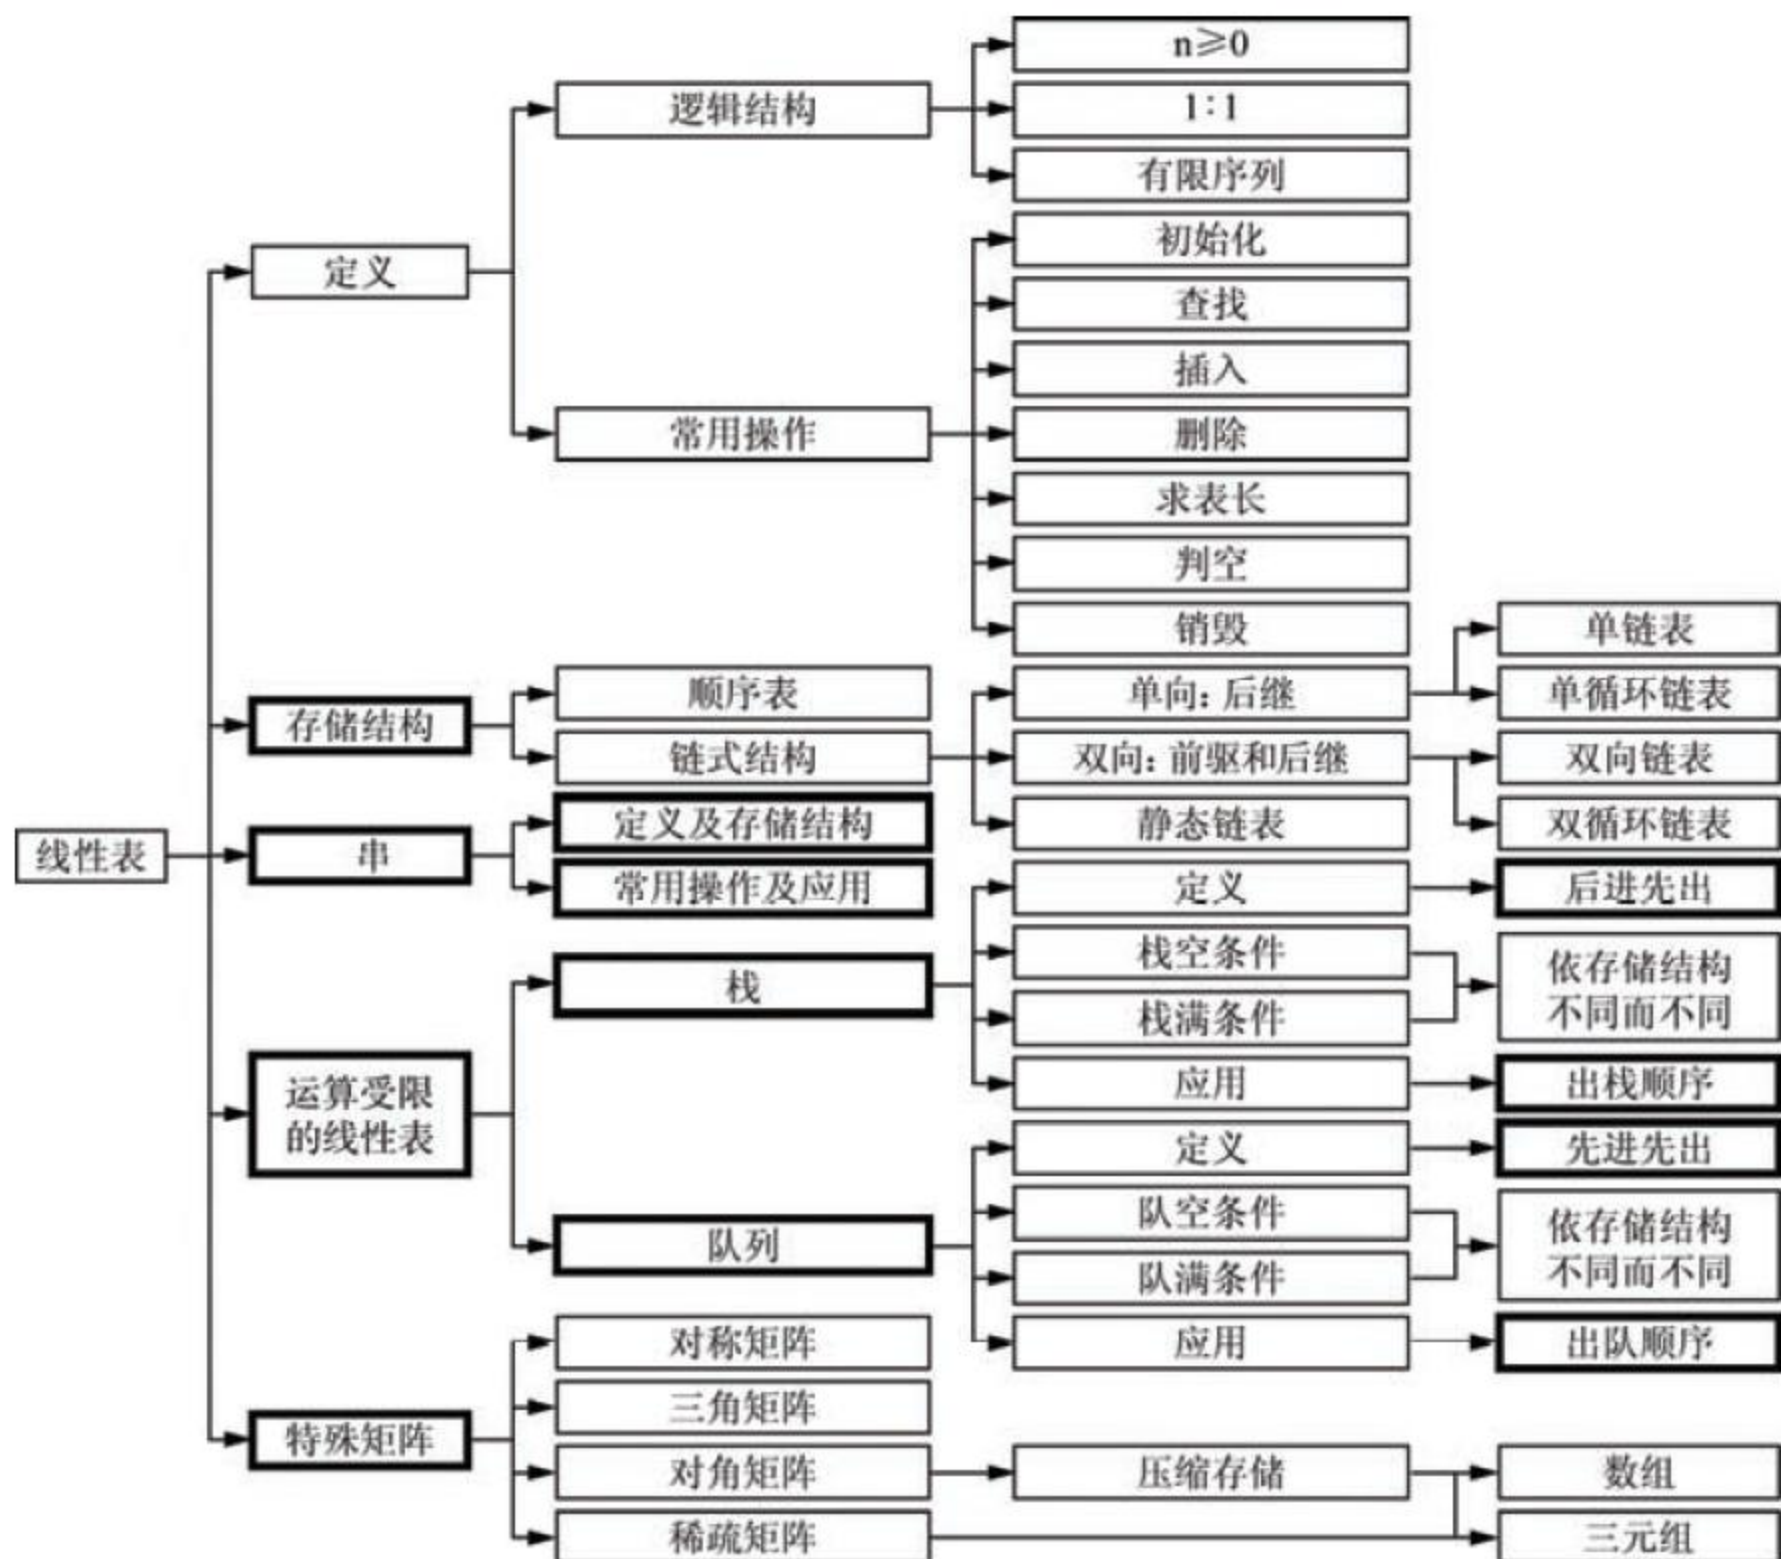 n≥0
逻辑结构
1:1
有限序列
初始化
定义
查找
插入
常用操作
删除
求表长
判空
销毁
单链表
顺序表
单向:后继
单循环链表
存储结构
链式结构
双向:前驱和后继
双向链表
定义及存储结构
静态链表
双循环链表
线性表
串
常用操作及应用
定义
后进先出
栈
栈空条件
依存储结构
不同而不同
栈满条件
运算受限
的线性表
应用
出栈顺序
定义
先进先出
队列
队空条件
依存储结构
不同而不同
队满条件
对称矩阵
应用
出队顺序
三角矩阵
特殊矩阵
对角矩阵
压缩存储
数组
稀疏矩阵
三元组